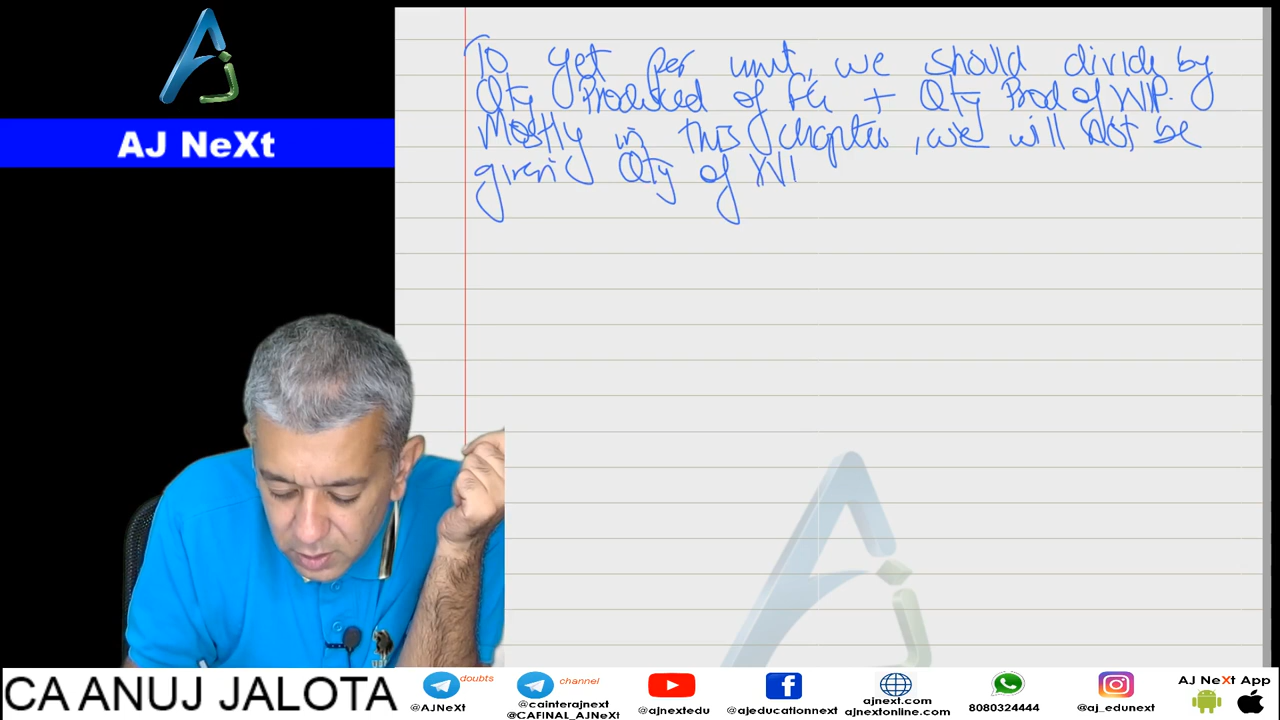 AJ NeXt
To get per unit, we should divide by
Qty Produced of FG + Qty Prod of WIP.
Mostly in this chapter, we will not be
given Qty of WI
CA ANUJ JALOTA
doubts
@AJNeXt
channel
@cainterajnext
@CAFINAL_AJNeXt
@ajnextedu
@ajeducationnext
ajnext.com
ajnextonline.com
8080324444
@aj_edunext
AJ NeXt App